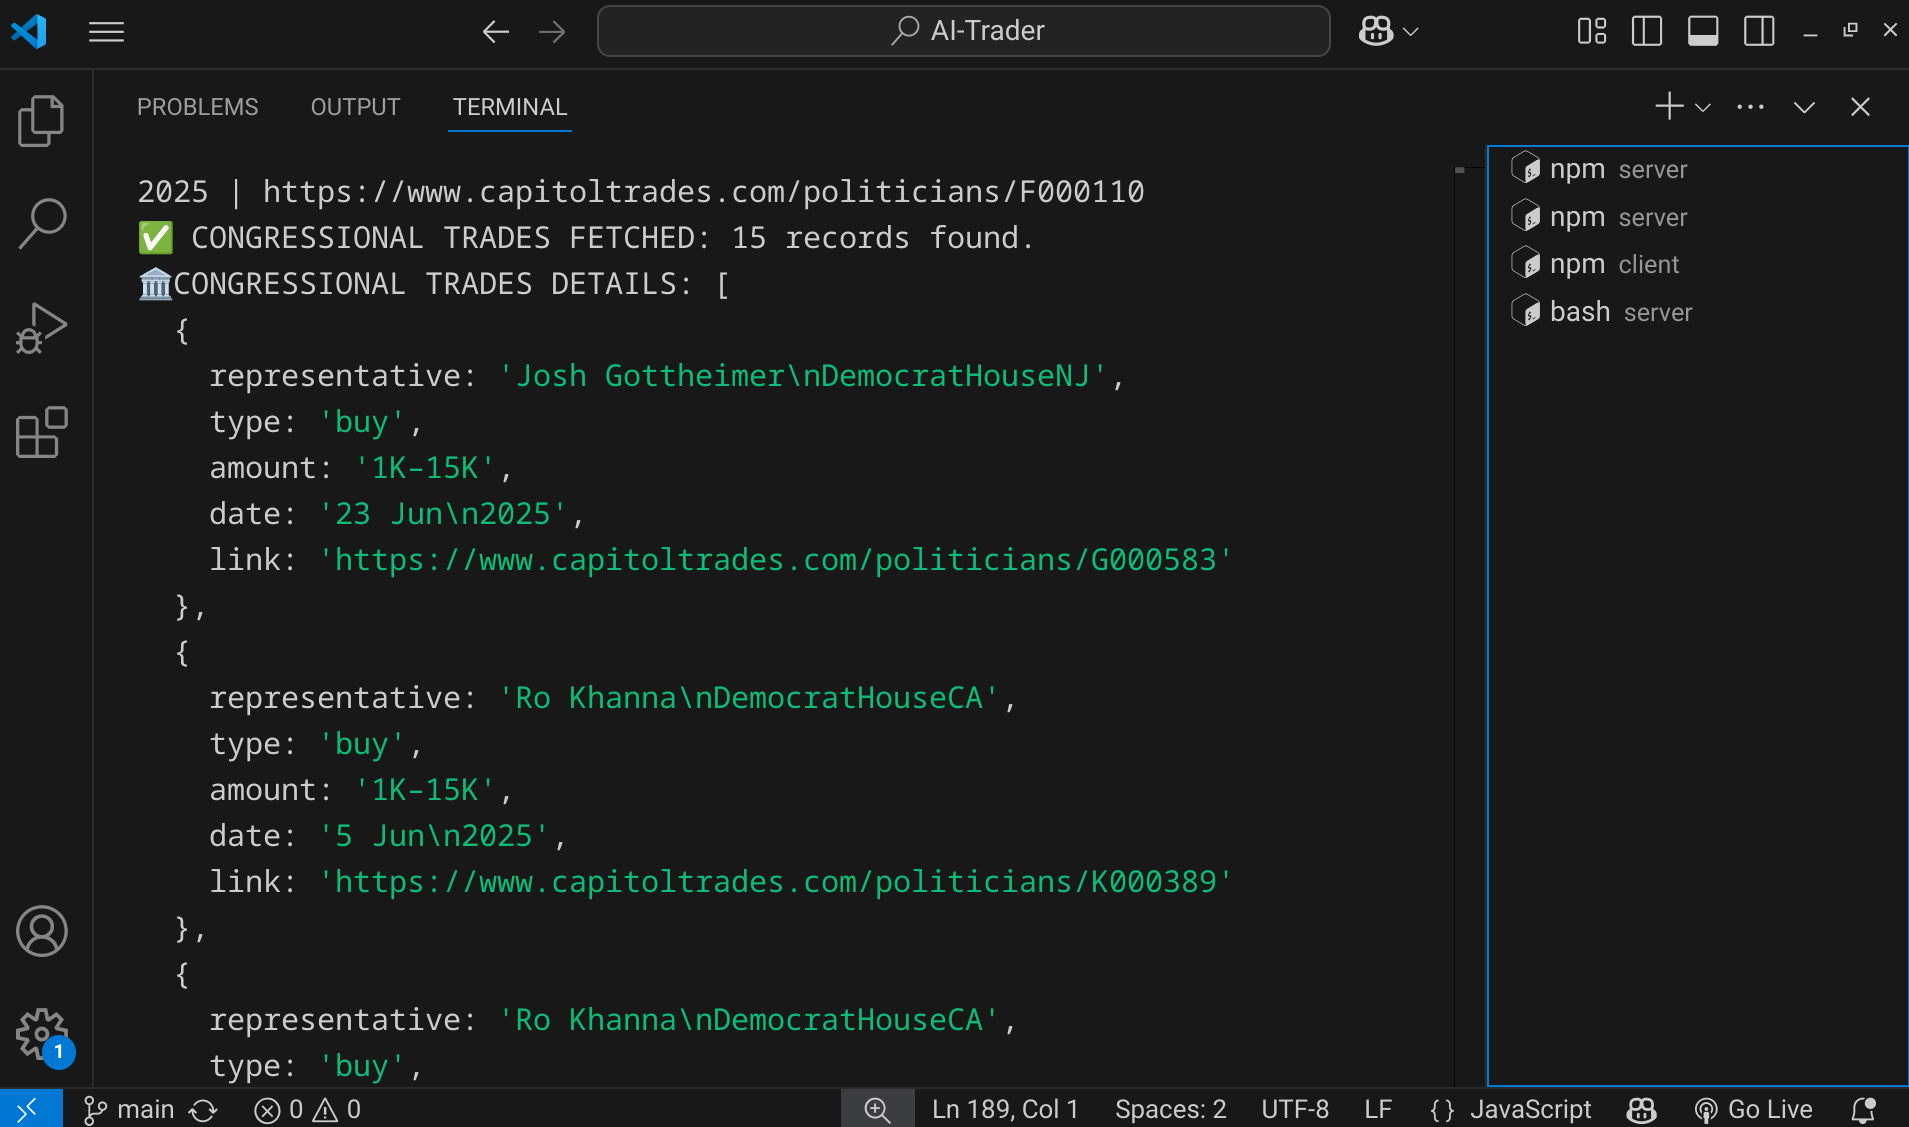 AI-Trader
PROBLEMS OUTPUT TERMINAL
2025 | https://www.capitoltrades.com/politicians/F000110
✅ CONGRESSIONAL TRADES FETCHED: 15 records found.
🏛️CONGRESSIONAL TRADES DETAILS: [
{
representative: 'Josh Gottheimer\nDemocratHouseNJ',
type: 'buy',
amount: '1K–15K',
date: '23 Jun\n2025',
link: 'https://www.capitoltrades.com/politicians/G000583'
},
{
representative: 'Ro Khanna\nDemocratHouseCA',
type: 'buy',
amount: '1K–15K',
date: '5 Jun\n2025',
link: 'https://www.capitoltrades.com/politicians/K000389'
},
{
representative: 'Ro Khanna\nDemocratHouseCA',
type: 'buy',
npm server
npm server
npm client
bash server
1
main 0 0 Ln 189, Col 1 Spaces: 2 UTF-8 LF {} JavaScript Go Live